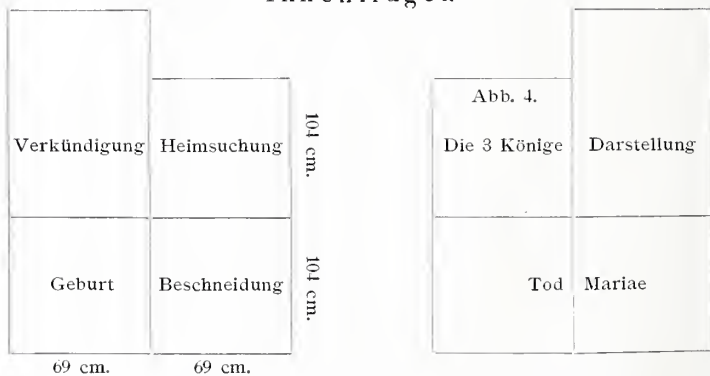 Abb. 4.
Verkündigung Heimsuchung 104 cm. Die 3 Könige Darstellung
Geburt Beschneidung 104 cm. Tod Mariae
69 cm. 69 cm.